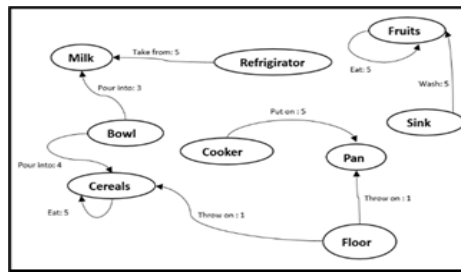 Fruits
Milk
Take from: 5
Refrigirator
Eat: 5
Wash: 5
Pour into: 3
Put on : 5
Bowl
Sink
Cooker
Pan
Pour into: 4
Cereals
Eat: 5
Throw on : 1
Throw on : 1
Floor